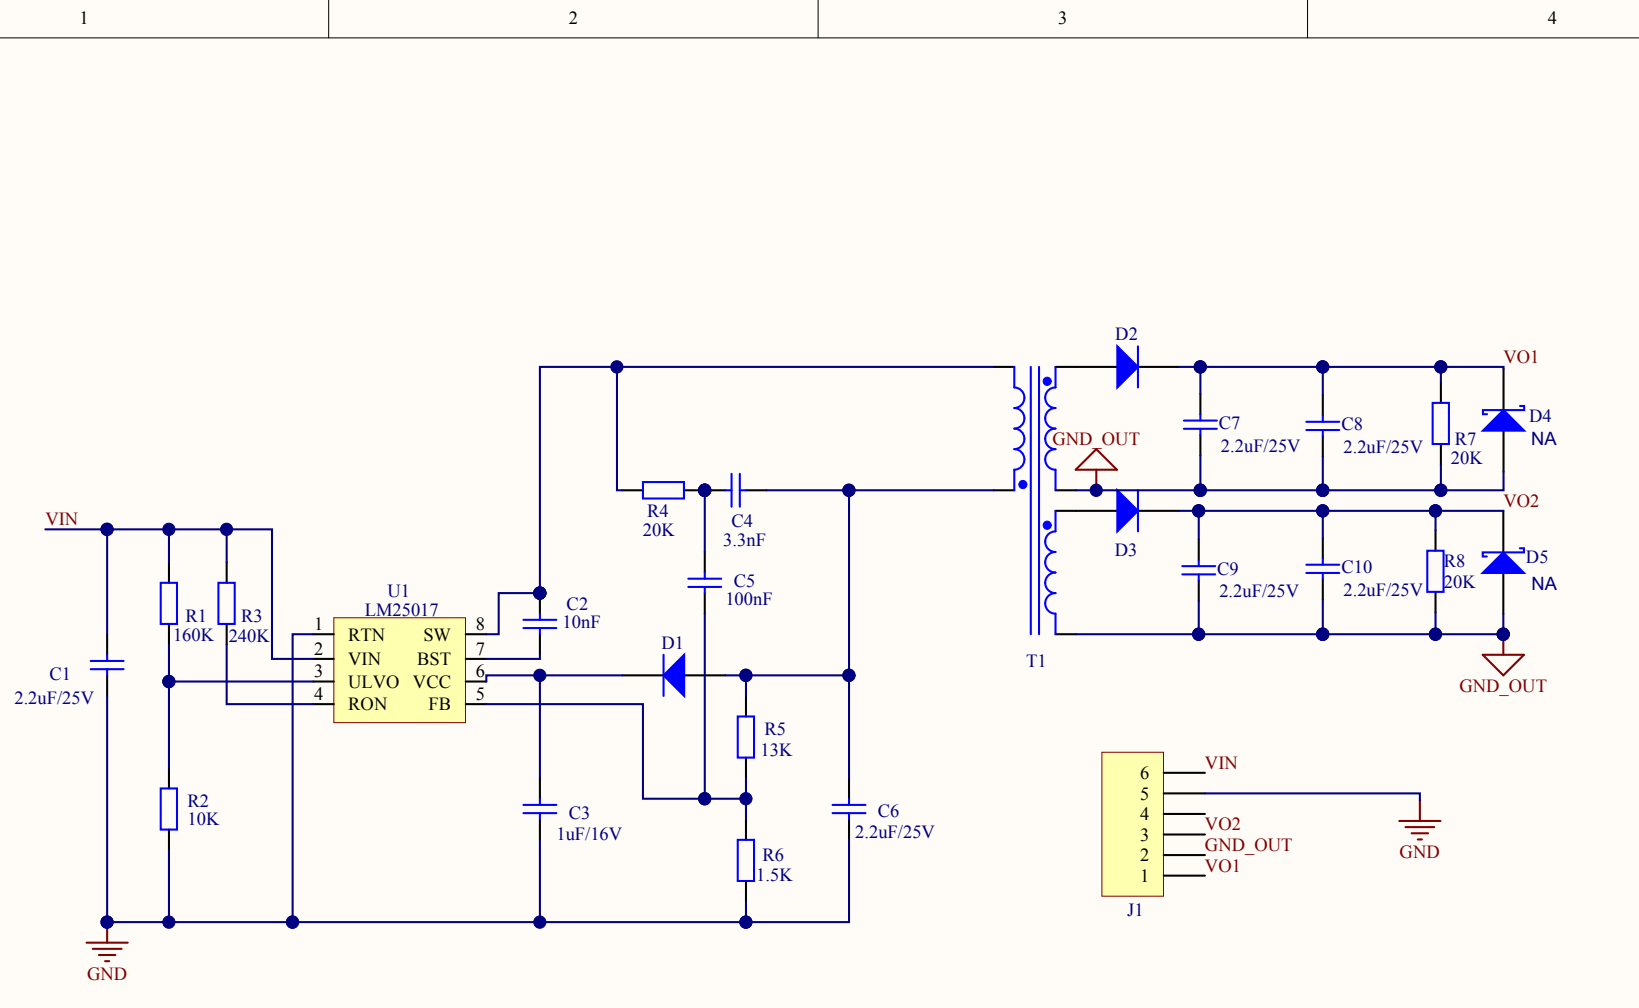 1 2 3 4
D2
VO1
C7
2.2uF/25V
C8
2.2uF/25V
R7
20K
D4
NA
GND_OUT
VO2
R4
20K
C4
3.3nF
VIN
D3
C9
2.2uF/25V
C10
2.2uF/25V
R8
20K
D5
NA
C5
100nF
U1
LM25017
R1
160K
R3
240K
1 RTN SW 8
2 VIN BST 7
3 ULVO VCC 6
4 RON FB 5
C2
10nF
D1
T1
GND_OUT
C1
2.2uF/25V
R5
13K
R2
10K
C3
1uF/16V
C6
2.2uF/25V
R6
1.5K
6 VIN
5
4
3 VO2
2 GND_OUT
1 VO1
GND
J1
GND